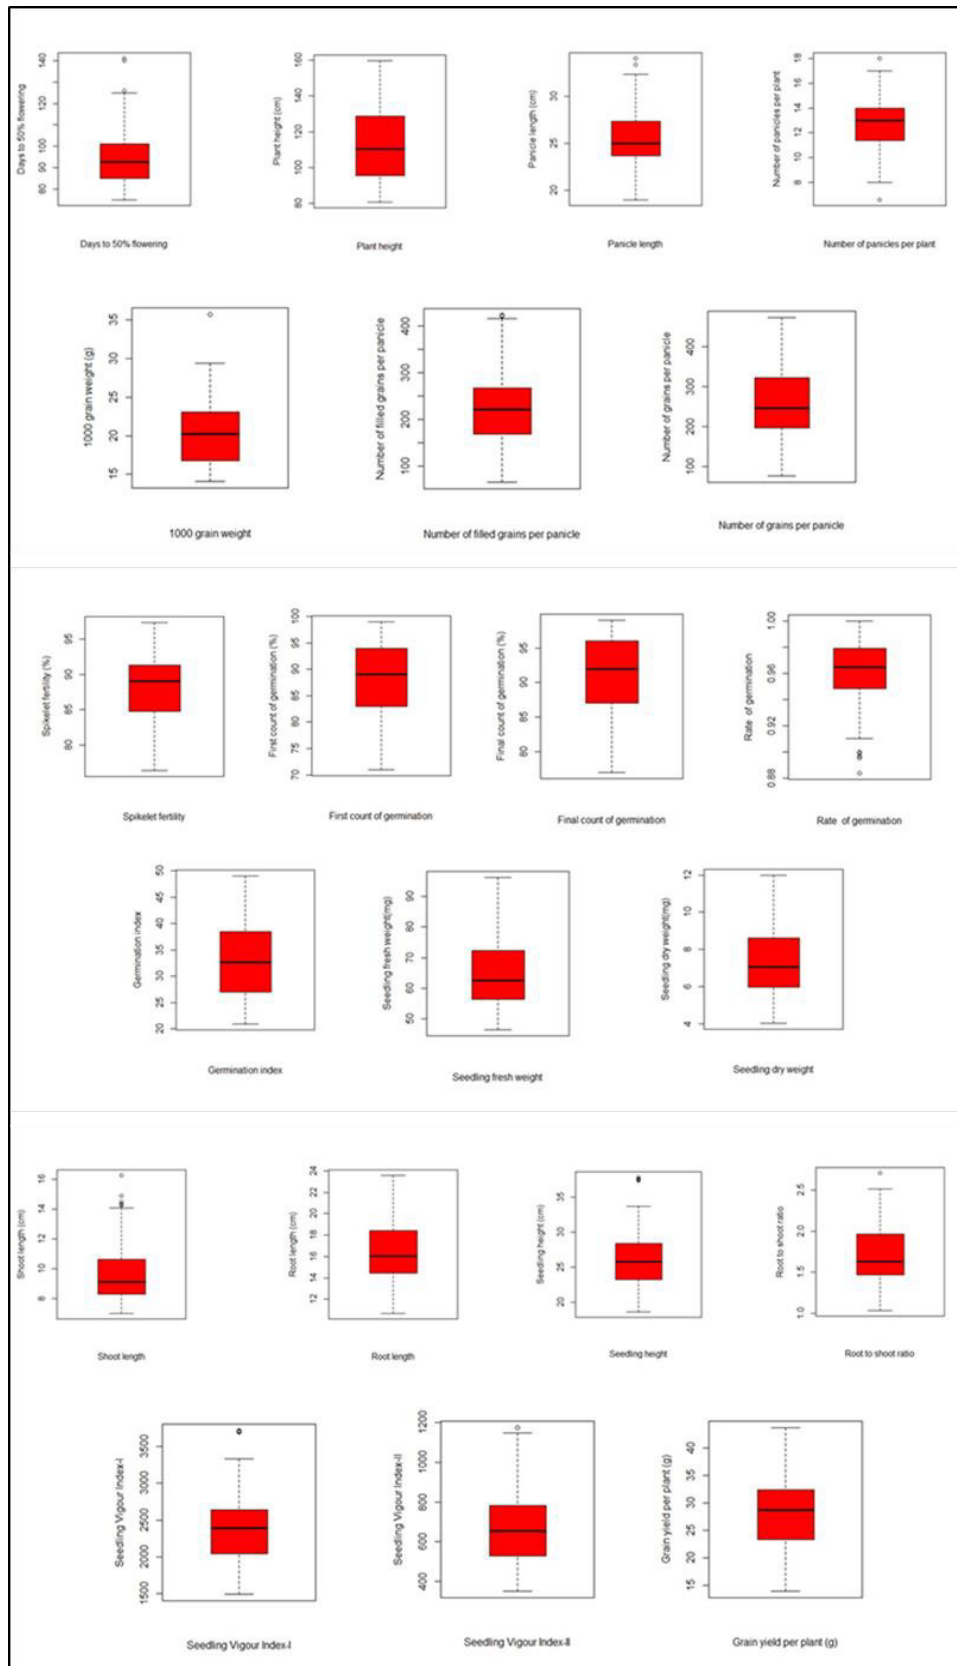 Days to 50% flowering
80 90 100 120 140
Days to 50% flowering
Plant height (cm)
80 100 120 140 160
Plant height
Panicle length (cm)
20 25 30
Panicle length
Number of panicles per plant
8 12 14 16 18
Number of panicles per plant
1000 grain weight (g)
15 20 25 30 35
1000 grain weight
Number of filled grains per panicle
100 200 300 400
Number of filled grains per panicle
Number of grains per panicle
100 200 300 400
Number of grains per panicle
Spikelet fertility (%)
80 85 90 95
Spikelet fertility
First count of germination (%)
70 75 80 85 90 95 100
First count of germination
Final count of germination (%)
80 85 90 95
Final count of germination
Rate of germination
0.88 0.92 0.96 1.00
Rate of germination
Germination index
20 25 30 35 40 45 50
Germination index
Seedling fresh weight(mg)
50 60 70 80 90
Seedling fresh weight
Seedling dry weight(mg)
4 6 8 10 12
Seedling dry weight
Shoot length (cm)
8 10 12 14 16
Shoot length
Root length (cm)
12 14 16 18 20 22 24
Root length
Seedling height (cm)
20 25 30 35
Seedling height
Root to shoot ratio
1.0 1.5 2.0 2.5
Root to shoot ratio
Seedling Vigour Index-I
1500 2000 2500 3000 3500
Seedling Vigour Index-I
Seedling Vigour Index-II
400 600 800 1000 1200
Seedling Vigour Index-II
Grain yield per plant (g)
15 20 25 30 35 40
Grain yield per plant (g)